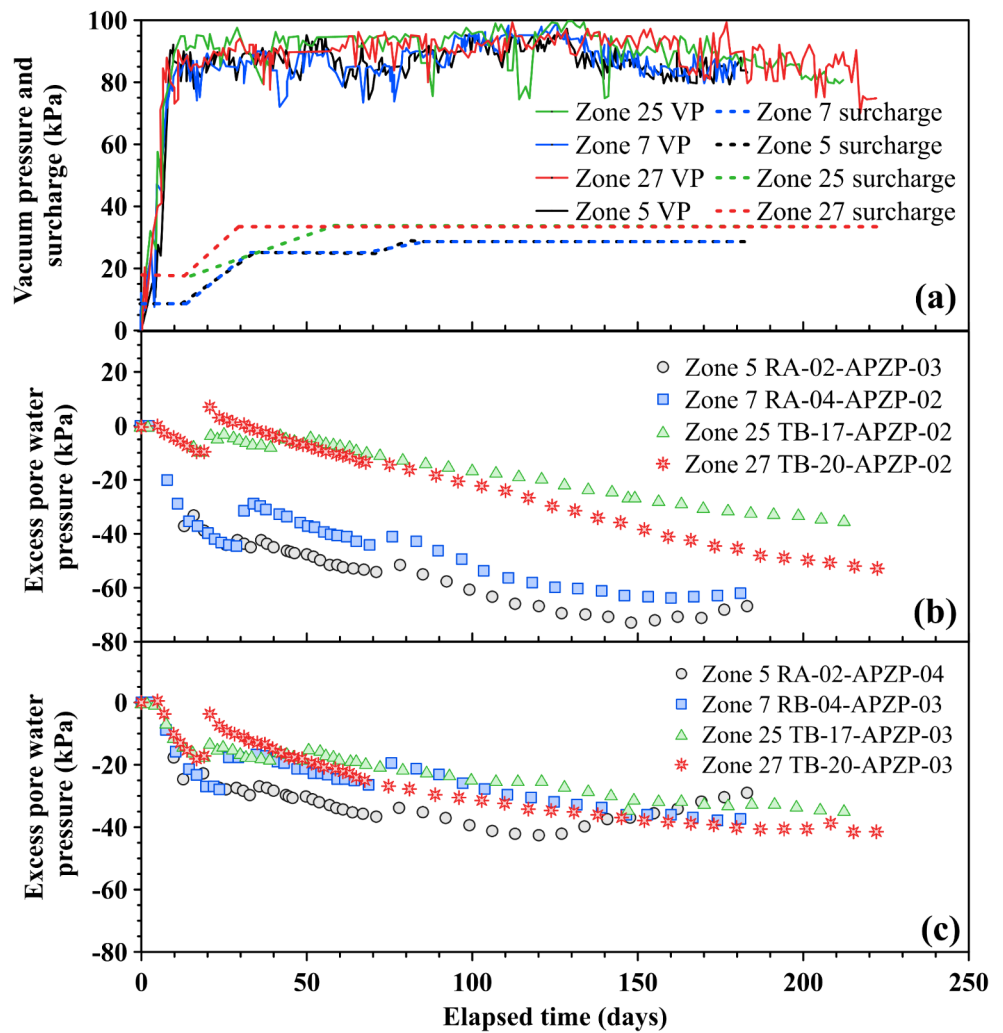 Vacuum pressure and
surcharge (kPa)
100
80
60
40
20
0
Zone 25 VP
Zone 7 VP
Zone 27 VP
Zone 5 VP
Zone 7 surcharge
Zone 5 surcharge
Zone 25 surcharge
Zone 27 surcharge
(a)
Excess pore water
pressure (kPa)
20
0
-20
-40
-60
-80
Zone 5 RA-02-APZP-03
Zone 7 RA-04-APZP-02
Zone 25 TB-17-APZP-02
Zone 27 TB-20-APZP-02
(b)
Excess pore water
pressure (kPa)
0
-20
-40
-60
-80
Zone 5 RA-02-APZP-04
Zone 7 RB-04-APZP-03
Zone 25 TB-17-APZP-03
Zone 27 TB-20-APZP-03
(c)
0 50 100 150 200 250
Elapsed time (days)